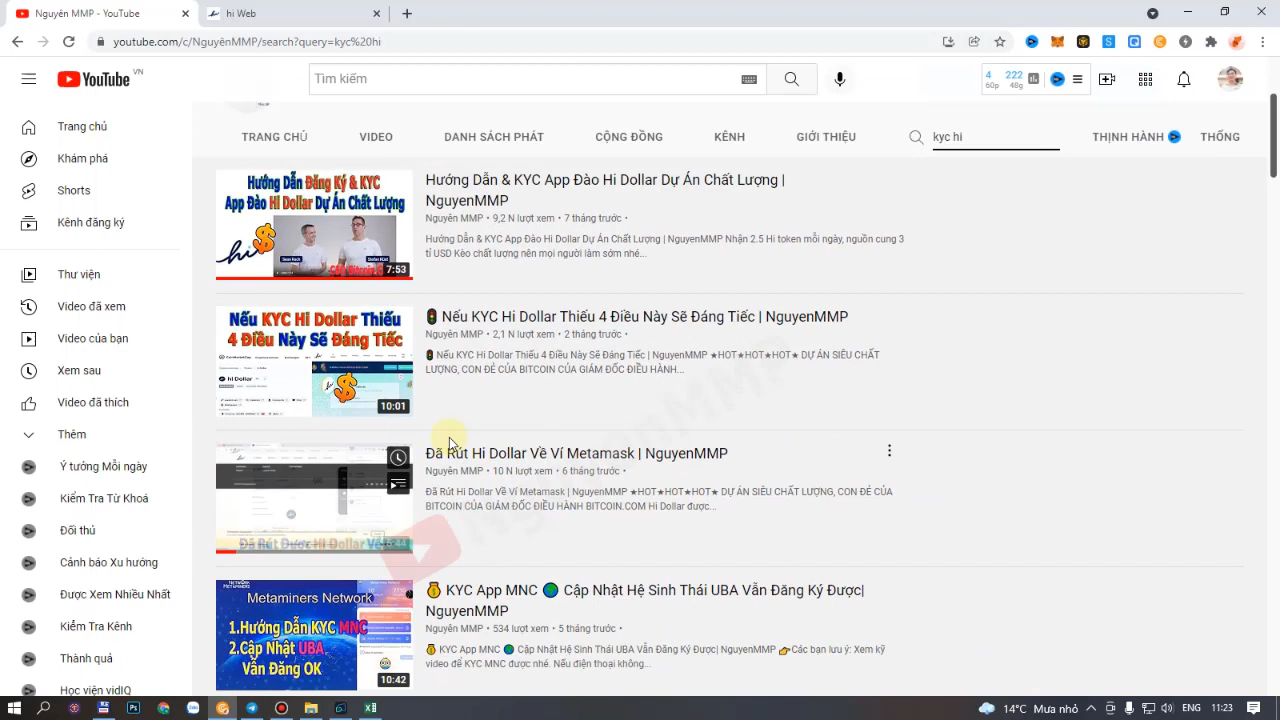 Nguyên MMP - YouTube
hi Web
youtube.com/c/NguyênMMP/search?query=kyc%20hi
YouTube VN
Tìm kiếm
4 60p
222 48g
TRANG CHỦ VIDEO DANH SÁCH PHÁT CỘNG ĐỒNG KÊNH GIỚI THIỆU kyc hi THỊNH HÀNH THỐNG
Trang chủ
Khám phá
Shorts
Kênh đăng ký
Thư viện
Video đã xem
Video của bạn
Xem sau
Video đã thích
Thêm
Ý tưởng Mỗi ngày
Kiểm Tra Từ Khoá
Đối thủ
Cảnh báo Xu hướng
Được Xem Nhiều Nhất
Kiểm Tra Kênh
Thành quả
Học viện vidIQ
Hướng Dẫn Đăng Ký & KYC
App Đào Hi Dollar Dự Án Chất Lượng
hi
7:53
Hướng Dẫn & KYC App Đào Hi Dollar Dự Án Chất Lượng |
NguyenMMP
Nguyên MMP • 9,2 N lượt xem • 7 tháng trước •
Hướng Dẫn & KYC App Đào Hi Dollar Dự Án Chất Lượng | NguyenMMP Nhận 2.5 Hi token mỗi ngày, nguồn cung 3
tỉ USD Kèo chất lượng nên mọi người làm sớm nhé...
Nếu KYC Hi Dollar Thiếu
4 Điều Này Sẽ Đáng Tiếc
hi Dollar
10:01
Nếu KYC Hi Dollar Thiếu 4 Điều Này Sẽ Đáng Tiếc | NguyenMMP
Nguyên MMP • 2,1 N lượt xem • 2 tháng trước •
Nếu KYC Hi Dollar Thiếu 4 Điều Này Sẽ Đáng Tiếc | NguyenMMP ★HOT★HOT★HOT★ DỰ ÁN SIÊU CHẤT
LƯỢNG, CON ĐẺ CỦA BITCOIN CỦA GIÁM ĐỐC ĐIỀU HÀNH...
Đã Rút Được Hi Dollar Về
Đã Rút Hi Dollar Về Ví Metamask | NguyenMMP
Nguyên MMP • 10 N lượt xem • 6 tháng trước •
Đã Rút Hi Dollar Về Ví Metamask | NguyenMMP ★HOT★HOT★HOT★ DỰ ÁN SIÊU CHẤT LƯỢNG, CON ĐẺ CỦA
BITCOIN CỦA GIÁM ĐỐC ĐIỀU HÀNH BITCOIN.COM Hi Dollar được...
NETWORK
METAMINERS
Metaminers Network
1.Hướng Dẫn KYC MNC
2.Cập Nhật UBA
Vẫn Đăng OK
10:42
KYC App MNC Cập Nhật Hệ Sinh Thái UBA Vẫn Đăng Ký Được|
NguyenMMP
Nguyên MMP • 534 lượt xem • 5 tháng trước •
KYC App MNC Cập Nhật Hệ Sinh Thái UBA Vẫn Đăng Ký Được| NguyenMMP Các bạn lưu ý: Xem kỹ
video để KYC MNC được nhé. Nếu điện thoại không...
14°C Mưa nhỏ ENG 11:23